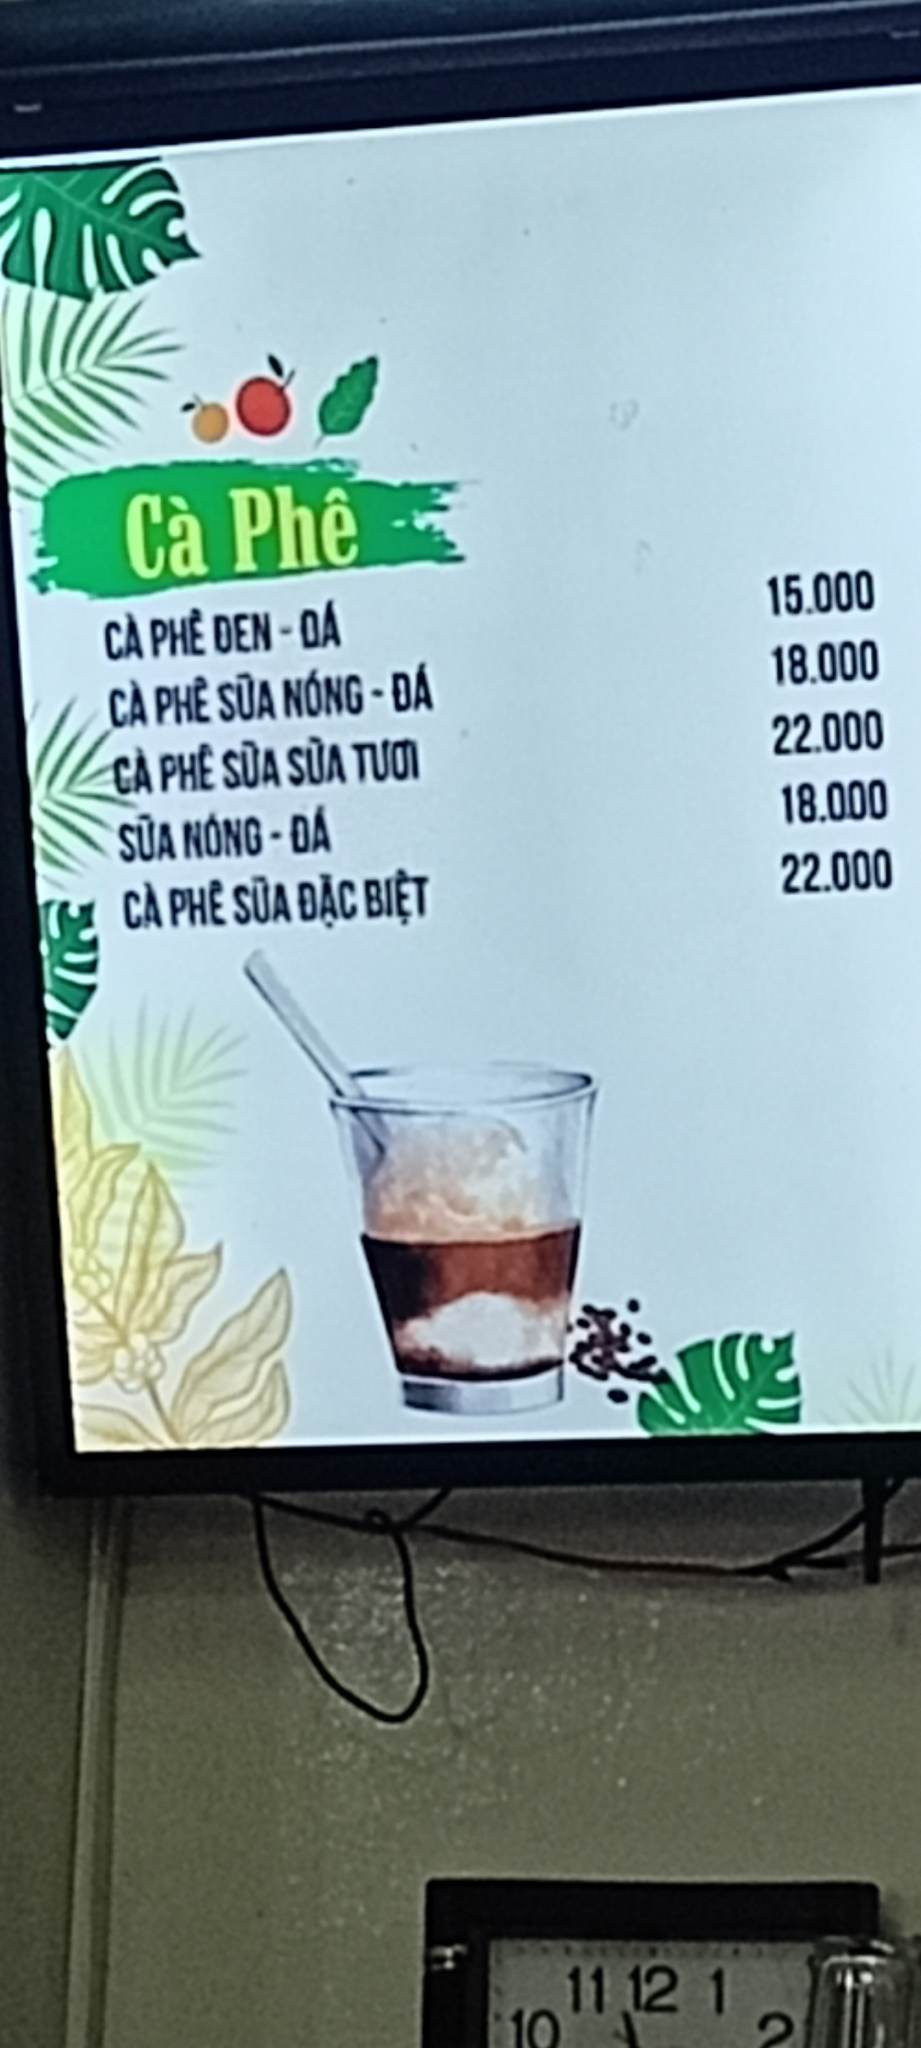 Cà Phê
CÀ PHÊ ĐEN - ĐÁ 15.000
CÀ PHÊ SỮA NÓNG - ĐÁ 18.000
CÀ PHÊ SỮA SỮA TƯƠI 22.000
SỮA NÓNG - ĐÁ 18.000
CÀ PHÊ SỮA ĐẶC BIỆT 22.000
11 12 1
10 2